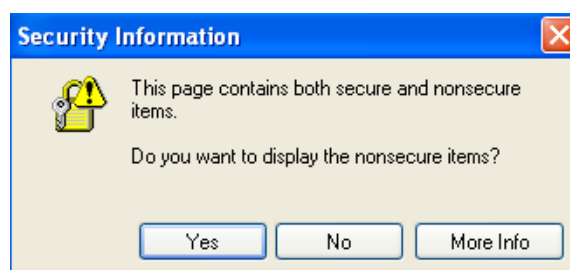 Security Information
This page contains both secure and nonsecure
items.
Do you want to display the nonsecure items?
Yes
No
More Info